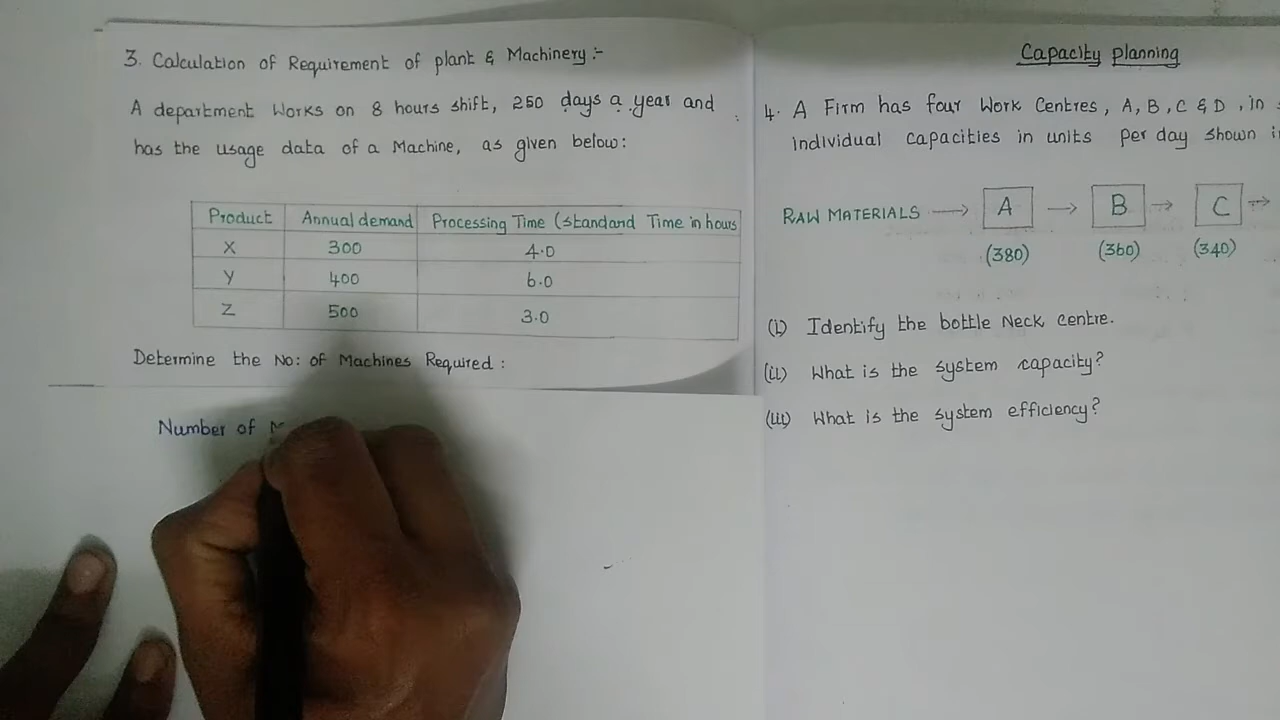 3. Calculation of Requirement of plant & Machinery :-
A department Works on 8 hours shift, 250 days a year and
has the usage data of a Machine, as given below:
Product Annual demand Processing Time (Standard Time in hours
X 300 4.0
Y 400 6.0
Z 500 3.0
Determine the No: of Machines Required :
Number of
Capacity planning
4. A Firm has four Work Centres, A, B, C & D, in
individual capacities in units per day shown
RAW MATERIALS → A → B → C →
(380) (360) (340)
(i) Identify the bottle Neck centre.
(ii) What is the system capacity?
(iii) What is the system efficiency?